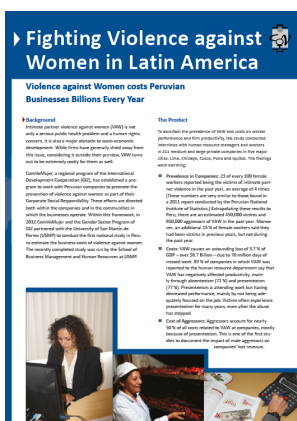 Fighting Violence against
Women in Latin America
Violence against Women costs Peruvian
Businesses Billions Every Year
Background
Intimate partner violence against women (VAW) is not
only a serious public health problem and a human rights
concern, it is also a major obstacle to socio-economic
development. While firms have generally shied away from
this issue, considering it outside their purview, VAW turns
out to be extremely costly for them as well.
ComVoMujer, a regional program of the International
Development Cooperation (GIZ), has established a pro-
gram to work with Peruvian companies to promote the
prevention of violence against women as part of their
Corporate Social Responsibility. These efforts are directed
both within the companies and in the communities in
which the businesses operate. Within this framework, in
2012 ComVoMujer and the Gender Sector Program of
GIZ partnered with the University of San Martín de
Porres (USMP) to conduct the first national study in Peru
to estimate the business costs of violence against women.
The recently completed study was run by the School of
Business Management and Human Resources at USMP.
The Product
To ascertain the prevalence of VAW and costs on worker
performance and firm productivity, the study conducted
interviews with human resource managers and workers
in 211 medium and large private companies in the major
cities: Lima, Chiclayo, Cusco, Puno and Iquitos. The findings
were alarming:
Prevalence in Companies: 23 of every 100 female
workers reported being the victims of intimate part-
ner violence in the past year, an average of 4 times.
(These numbers are very similar to those found in
a 2011 report conducted by the Peruvian National
Institute of Statistics.) Extrapolating these results to
Peru, there are an estimated 450,000 victims and
850,000 aggressors of VAW in the past year. Moreo-
ver, an additional 15 % of female workers said they
had been victims in previous years, but not during
the past year.
Costs: VAW causes an astounding loss of 3.7 % of
GDP – over $6.7 Billion – due to 70 million days of
missed work. 93 % of companies in which VAW was
reported to the human resource department say that
VAW has negatively affected productivity, main-
ly through absenteeism (73 %) and presenteeism
(77 %). Presenteeism is attending work but having
decreased performance, mainly by not being ade-
quately focused on the job. Victims often experience
presenteeism for many years, even after the abuse
has stopped.
Cost of Aggressors: Aggressors account for nearly
50 % of all costs related to VAW at companies, mostly
because of presenteeism. This is one of the first stu-
dies to document the impact of male aggressors on
companies' lost revenue.